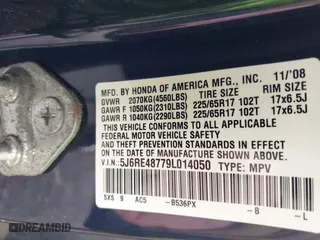 MFD. BY HONDA OF AMERICA MFG., INC. 11/'08
GVWR 2070KG(4560LBS) TIRE SIZE RIM SIZE
GAWR F 1050KG(2310LBS) 225/65R17 102T 17x6.5J
GAWR R 1040KG(2290LBS) 225/65R17 102T 17x6.5J
THIS VEHICLE CONFORMS TO ALL APPLICABLE
FEDERAL MOTOR VEHICLE SAFETY AND THEFT
PREVENTION STANDARDS IN EFFECT ON THE DATE OF
MANUFACTURE SHOWN ABOVE.
V.I.N.: 5J6RE48779L014050 TYPE: MPV
SXS 9 AC5 -B536PX -B -L